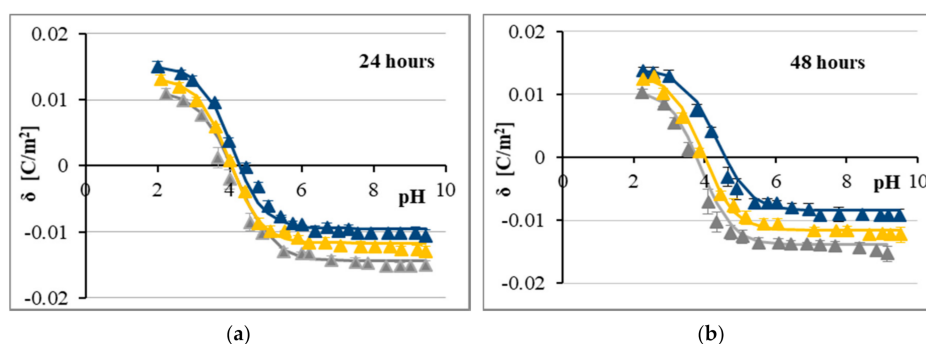 0.02
24 hours
0.01
δ [C/m²]
0
0 2 4 6 8 10
pH
-0.01
-0.02
(a)
0.02
48 hours
0.01
δ [C/m²]
0
0 2 4 6 8 10
pH
-0.01
-0.02
(b)